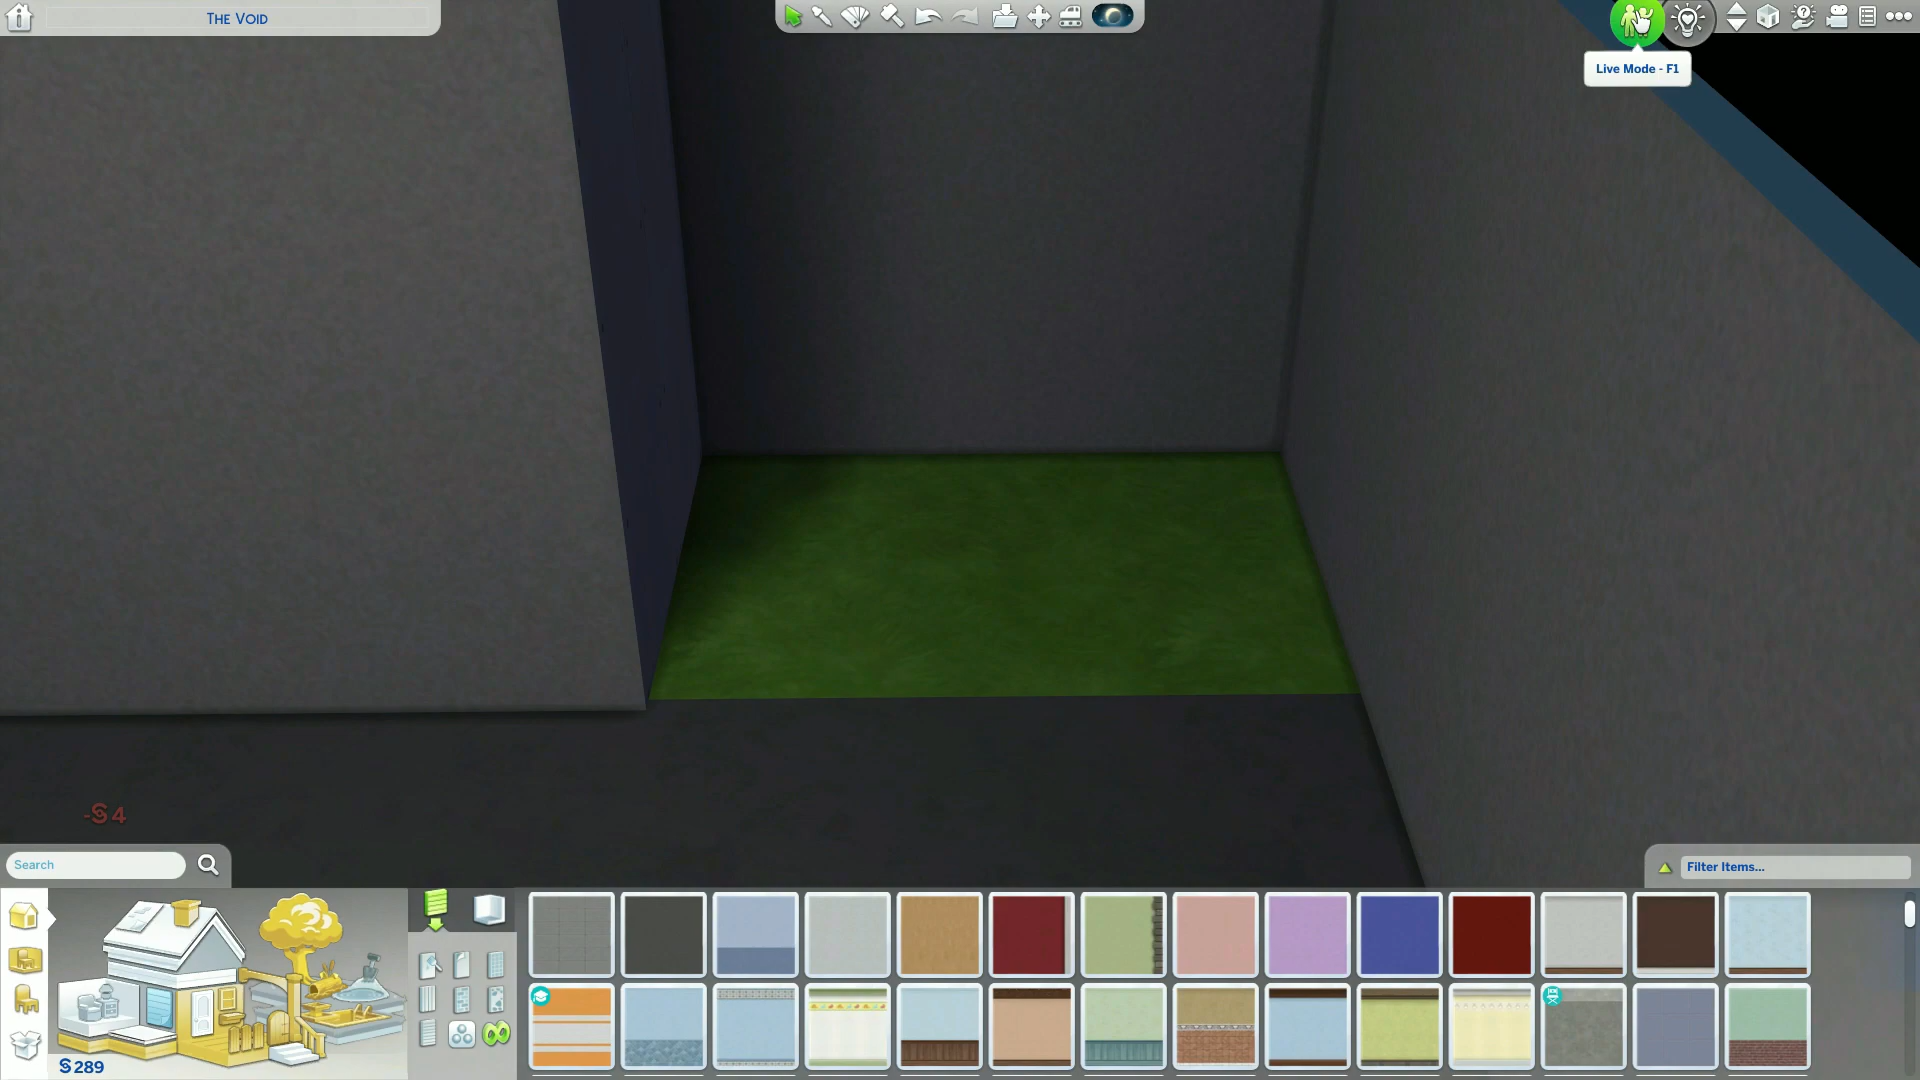 The Void
Live Mode - F1
-§4
Search
Filter Items...
§289